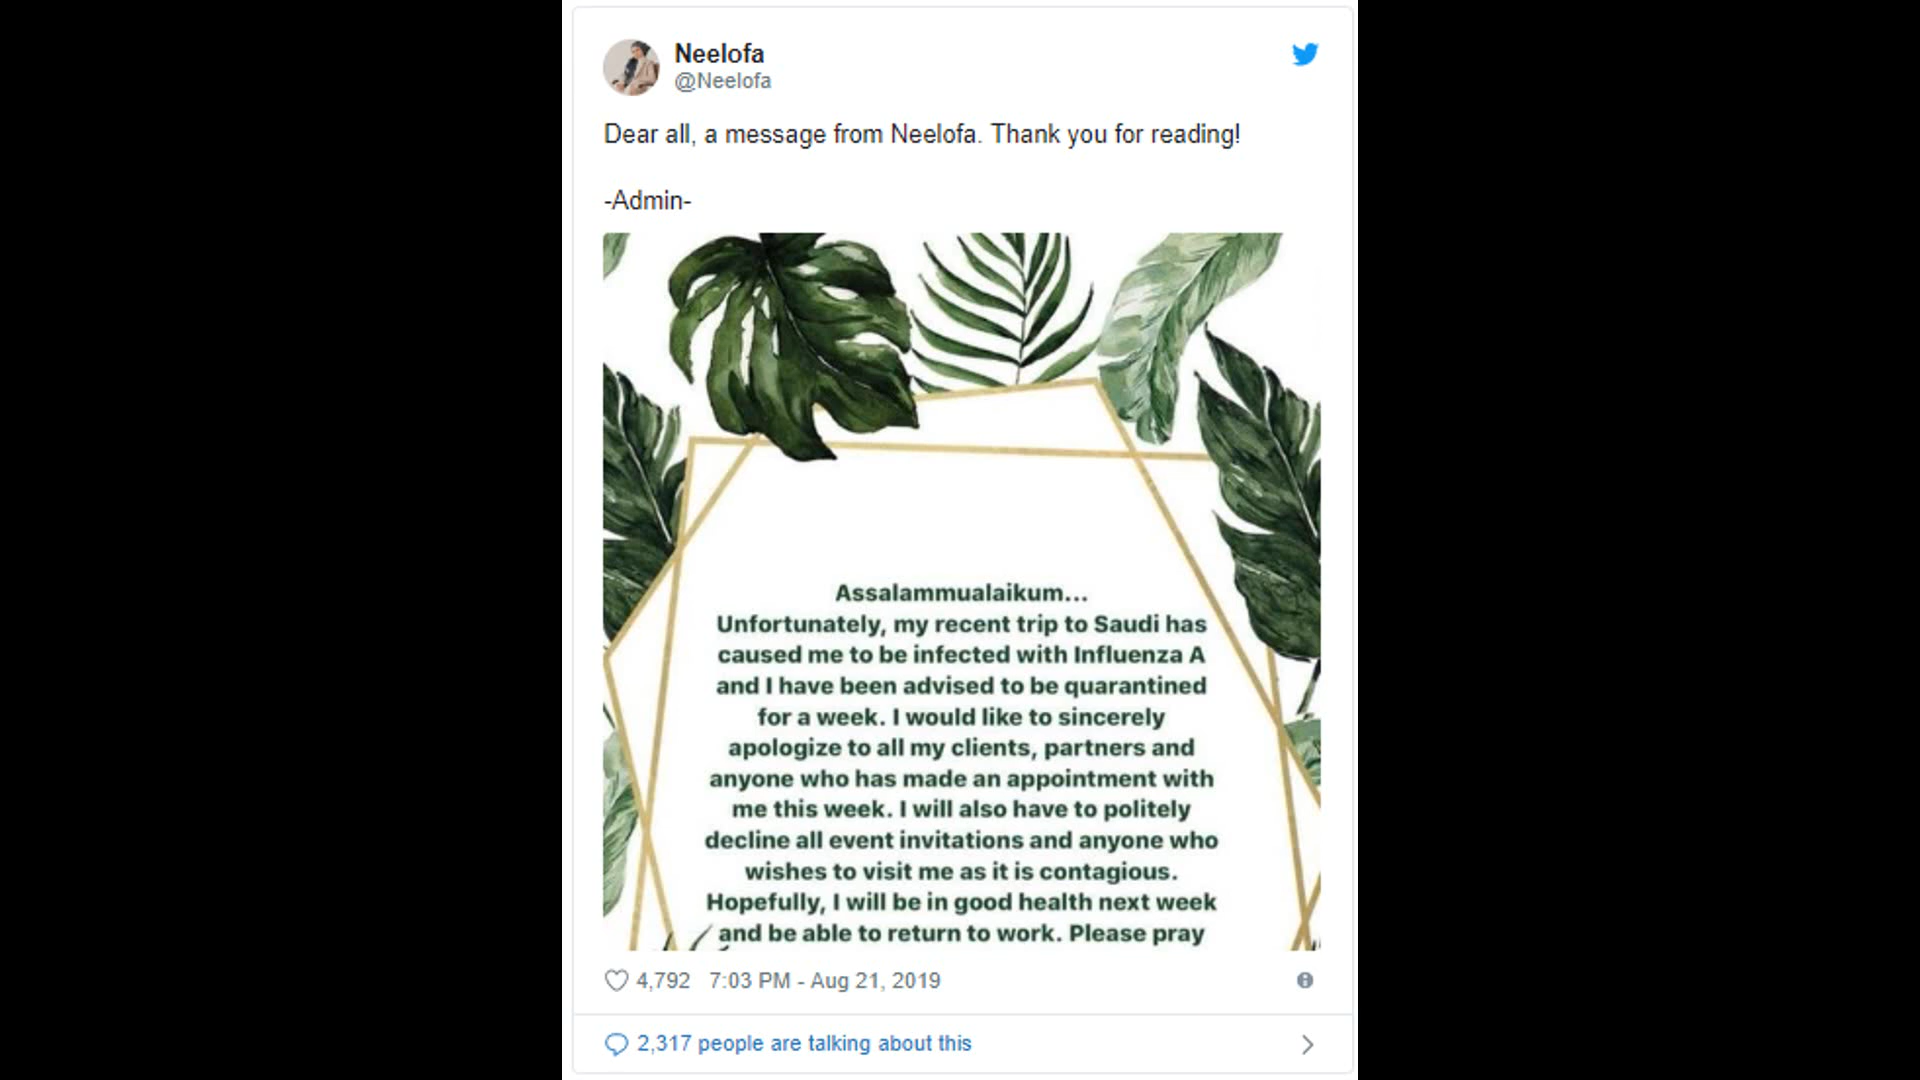 Neelofa
@Neelofa
Dear all, a message from Neelofa. Thank you for reading!
-Admin-
Assalammualaikum...
Unfortunately, my recent trip to Saudi has
caused me to be infected with Influenza A
and I have been advised to be quarantined
for a week. I would like to sincerely
apologize to all my clients, partners and
anyone who has made an appointment with
me this week. I will also have to politely
decline all event invitations and anyone who
wishes to visit me as it is contagious.
Hopefully, I will be in good health next week
and be able to return to work. Please pray
4,792 7:03 PM - Aug 21, 2019
2,317 people are talking about this